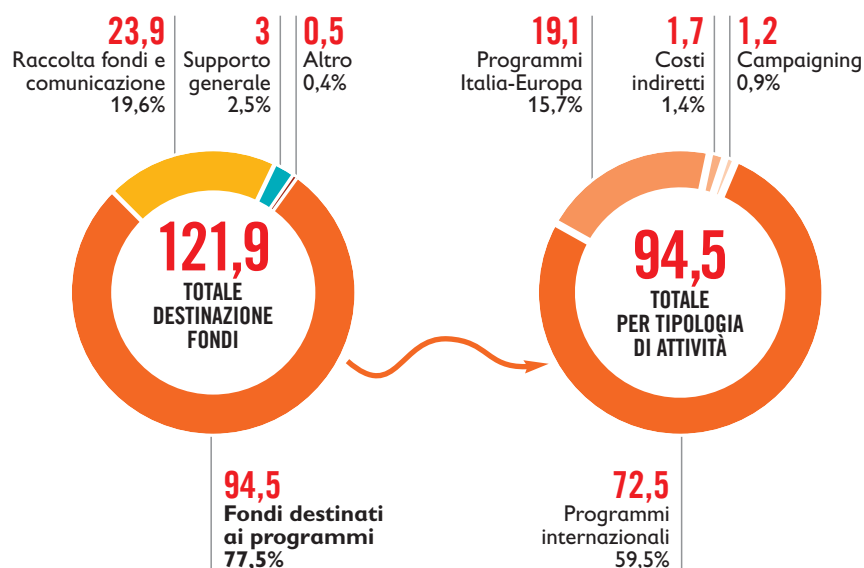 23,9
Raccolta fondi e
comunicazione
19,6%
3
Supporto
generale
2,5%
0,5
Altro
0,4%
121,9
TOTALE
DESTINAZIONE
FONDI
94,5
Fondi destinati
ai programmi
77,5%
19,1
Programmi
Italia-Europa
15,7%
1,7
Costi
indiretti
1,4%
1,2
Campaigning
0,9%
94,5
TOTALE
PER TIPOLOGIA
DI ATTIVITÀ
72,5
Programmi
internazionali
59,5%